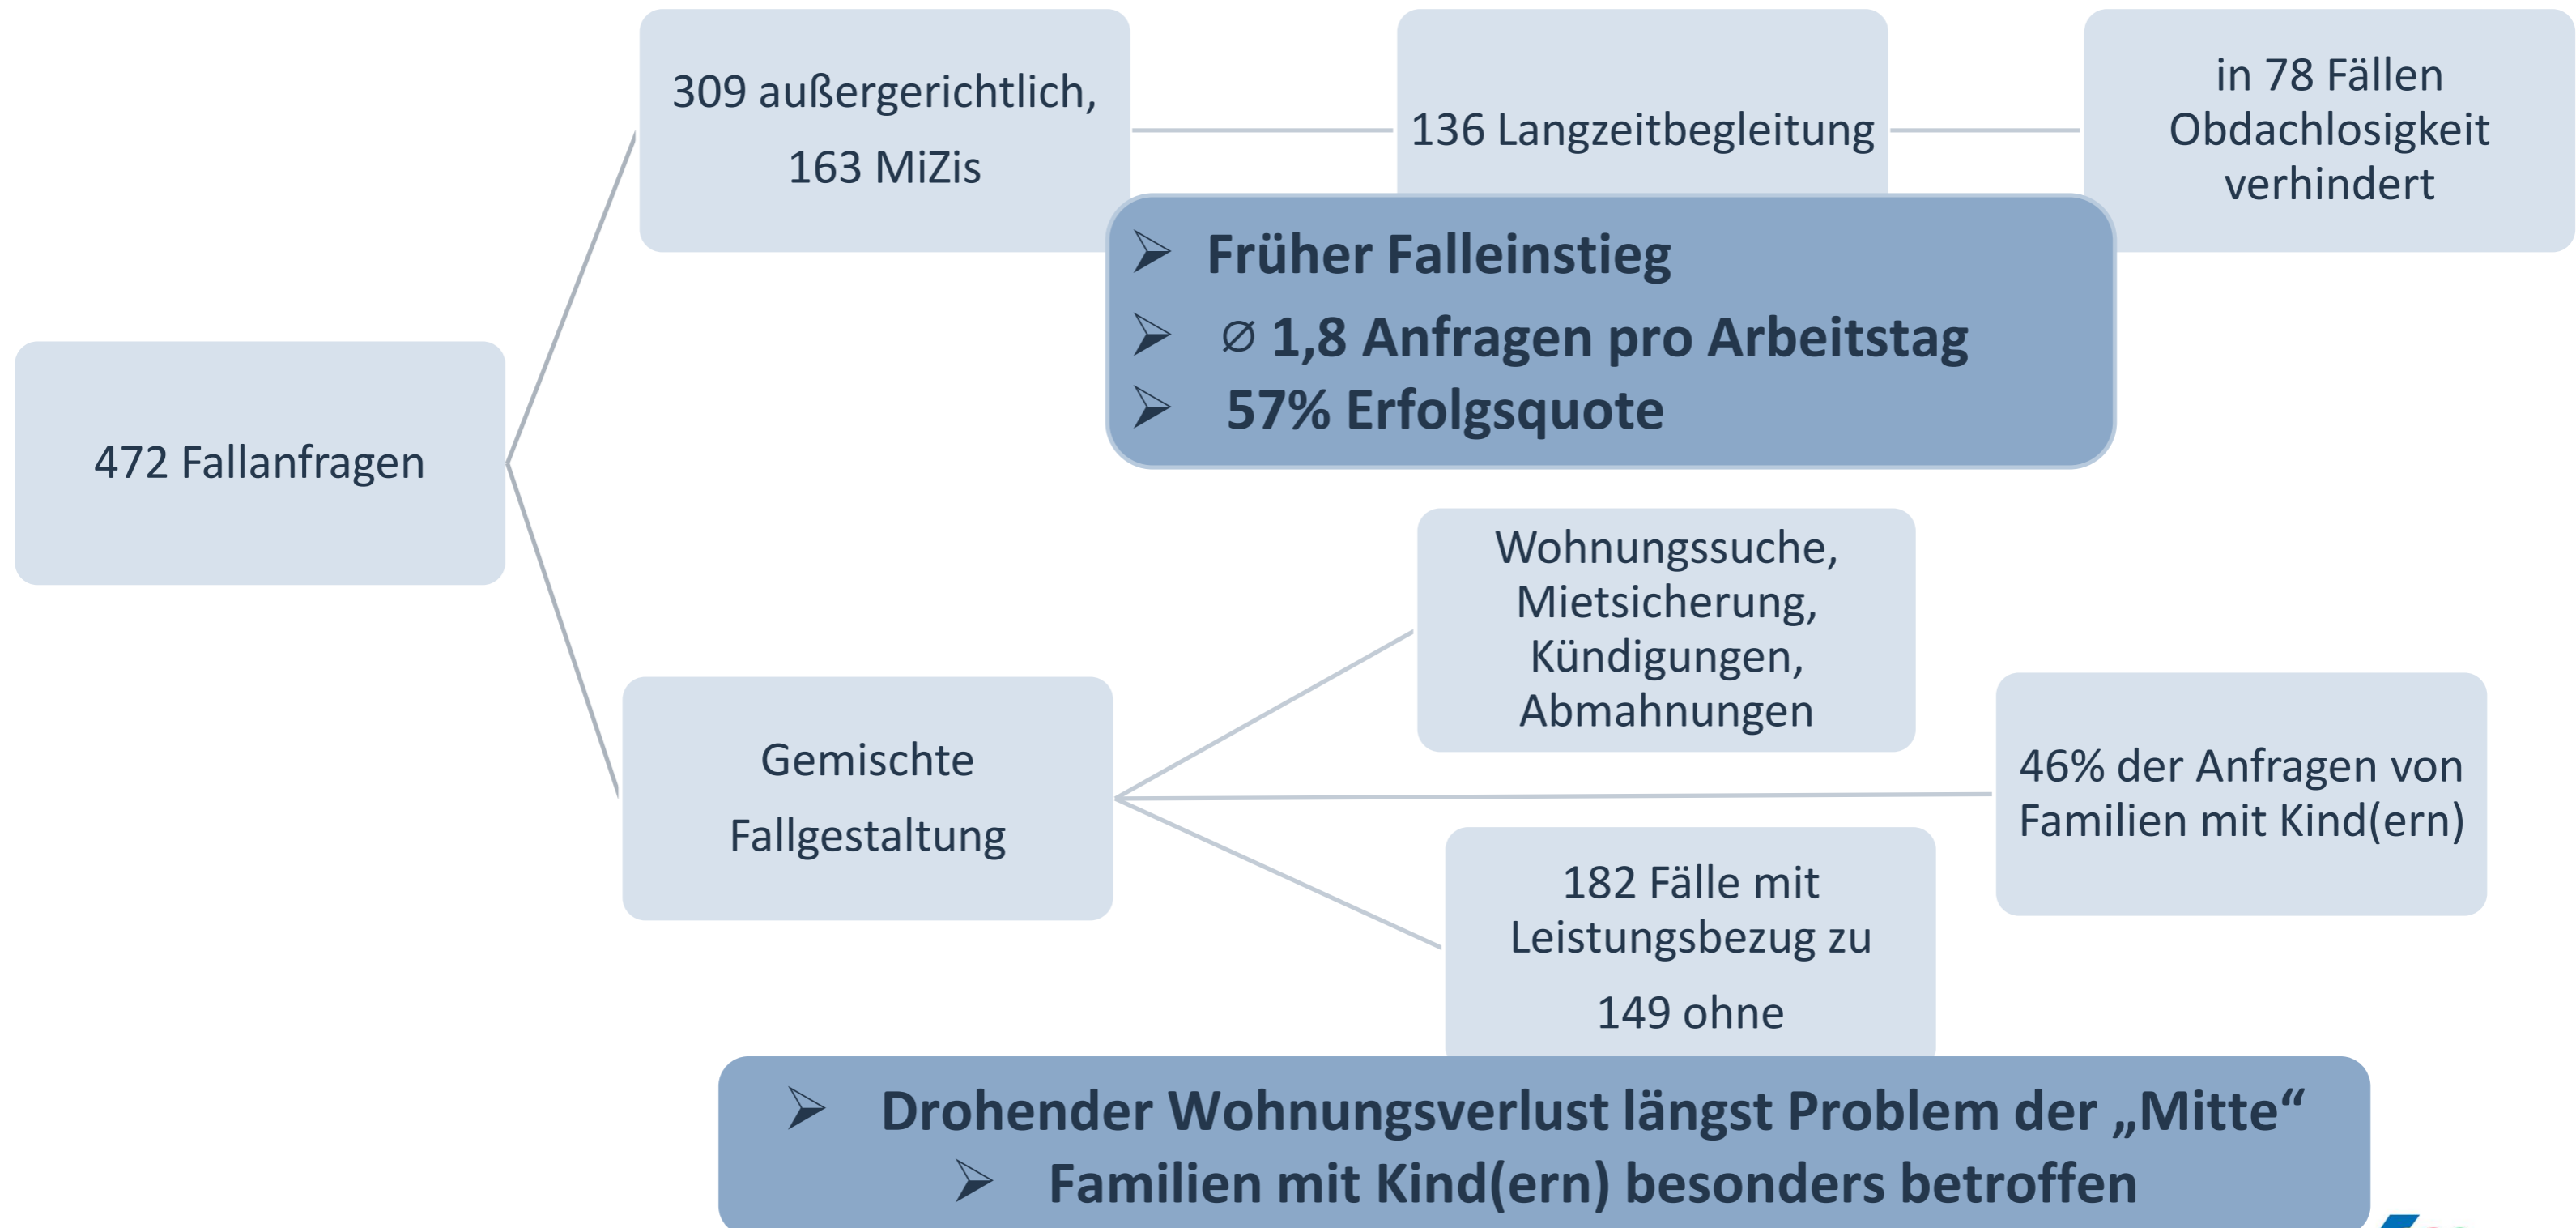 309 außergerichtlich,
163 MiZis
136 Langzeitbegleitung
in 78 Fällen
Obdachlosigkeit
verhindert
➢ Früher Falleinstieg
➢ ∅ 1,8 Anfragen pro Arbeitstag
➢ 57% Erfolgsquote
472 Fallanfragen
Gemischte
Fallgestaltung
Wohnungssuche,
Mietsicherung,
Kündigungen,
Abmahnungen
46% der Anfragen von
Familien mit Kind(ern)
182 Fälle mit
Leistungsbezug zu
149 ohne
➢ Drohender Wohnungsverlust längst Problem der „Mitte“
➢ Familien mit Kind(ern) besonders betroffen